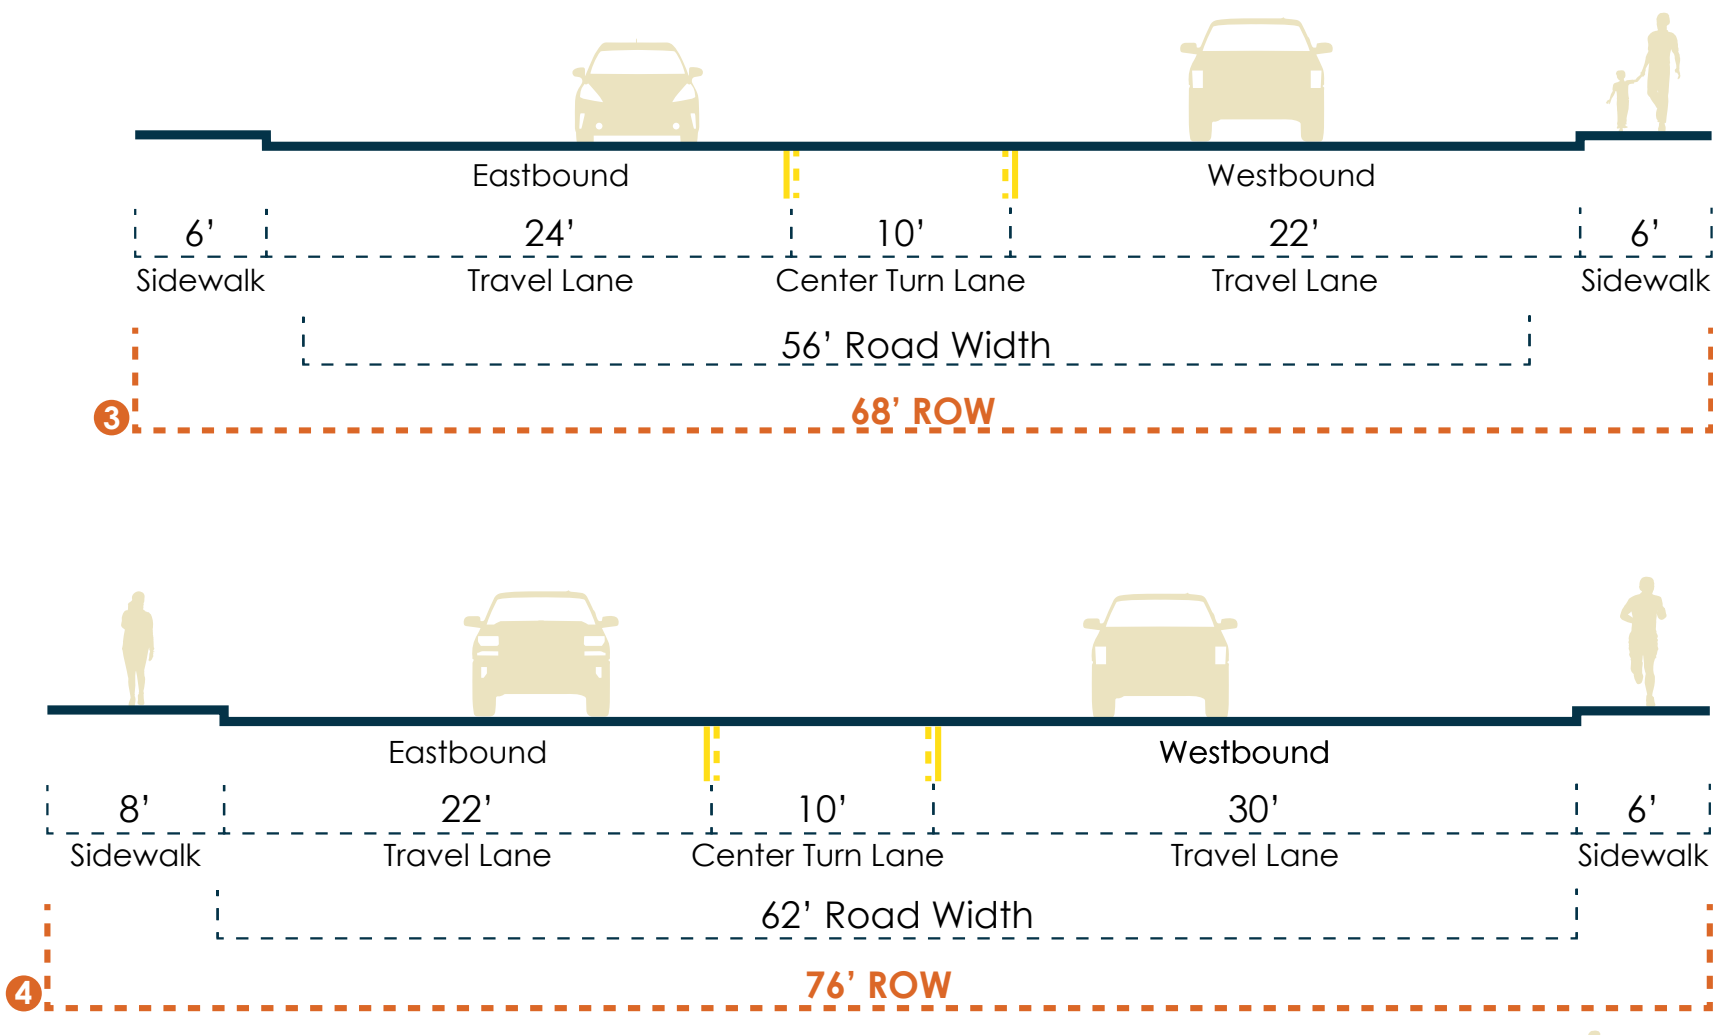 Eastbound Westbound
6’ 24’ 10’ 22’ 6’
Sidewalk Travel Lane Center Turn Lane Travel Lane Sidewalk
56’ Road Width
3 68’ ROW
Eastbound Westbound
8’ 22’ 10’ 30’ 6’
Sidewalk Travel Lane Center Turn Lane Travel Lane Sidewalk
62’ Road Width
4 76’ ROW